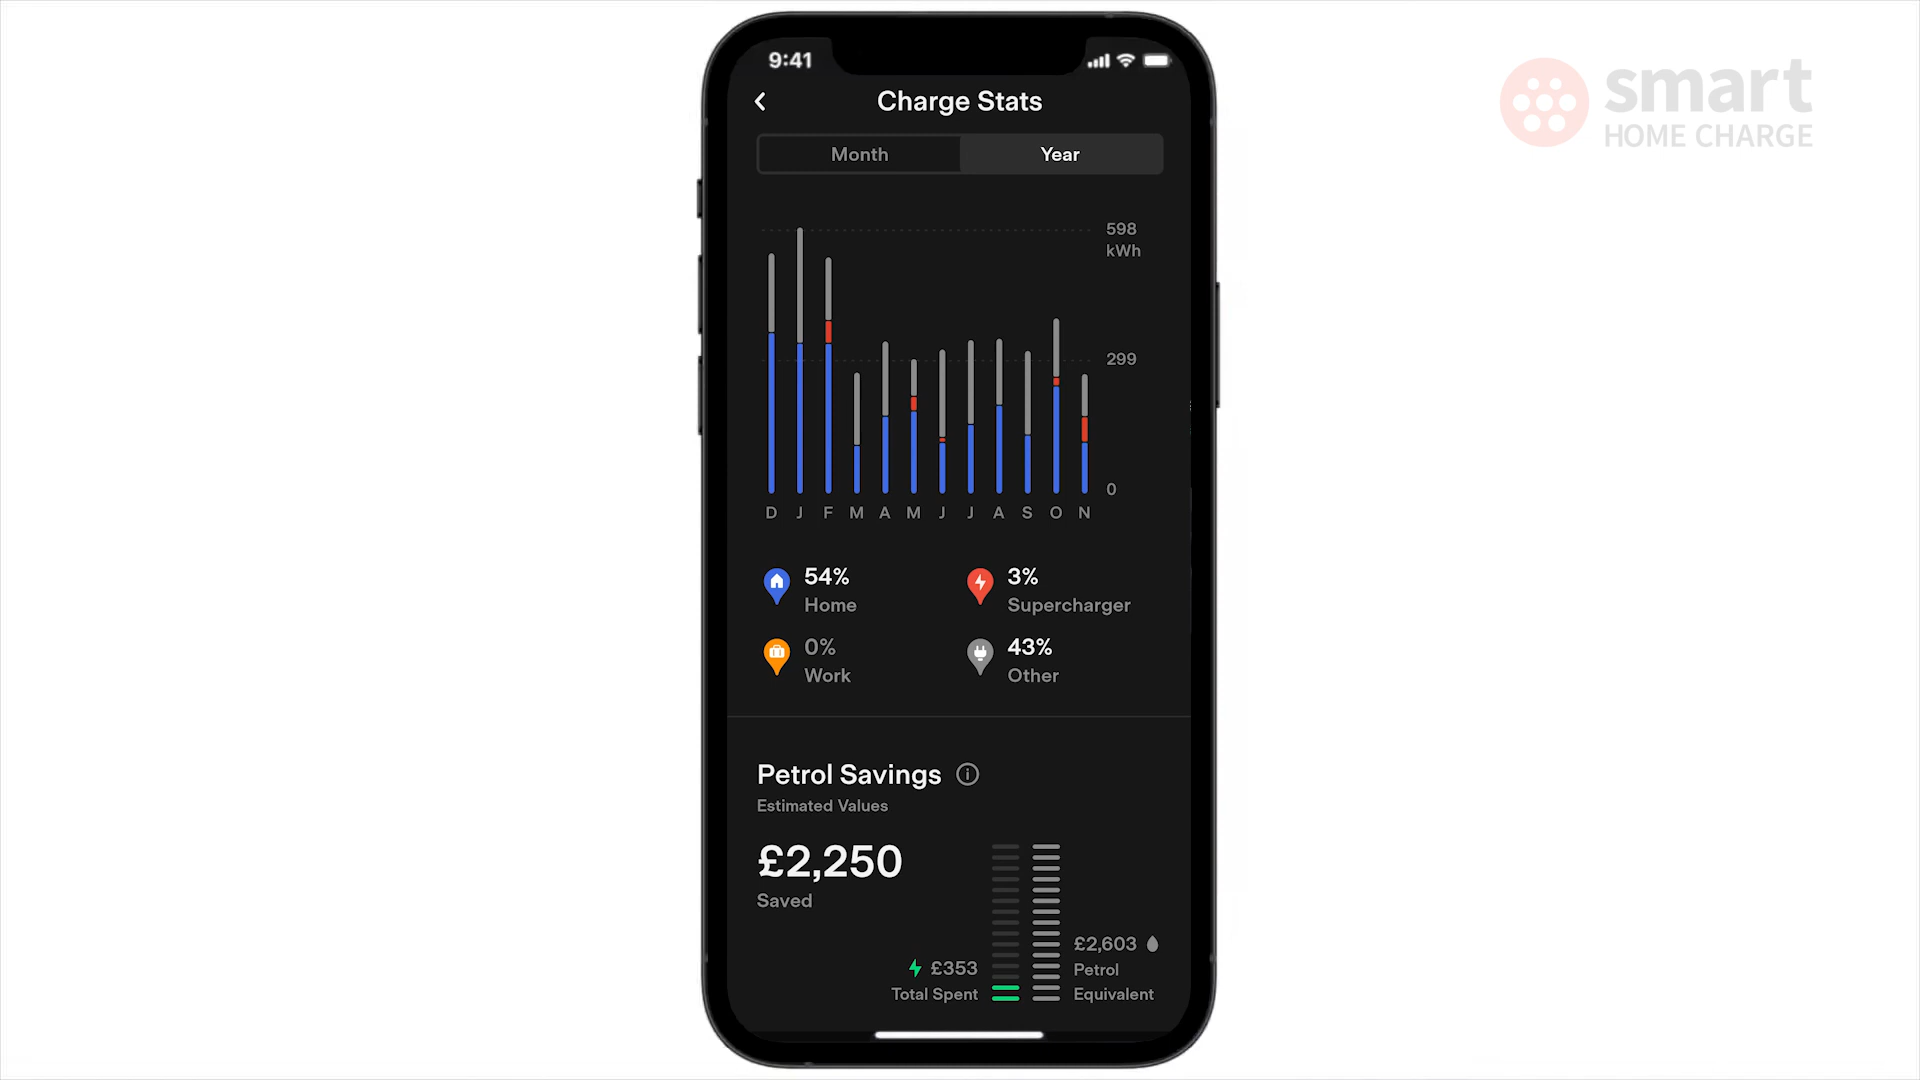 9:41
smart
HOME CHARGE
Charge Stats
Month Year
598
kWh
299
0
D J F M A M J J A S O N
54%
Home
3%
Supercharger
0%
Work
43%
Other
Petrol Savings
Estimated Values
£2,250
Saved
£353
Total Spent
£2,603
Petrol
Equivalent